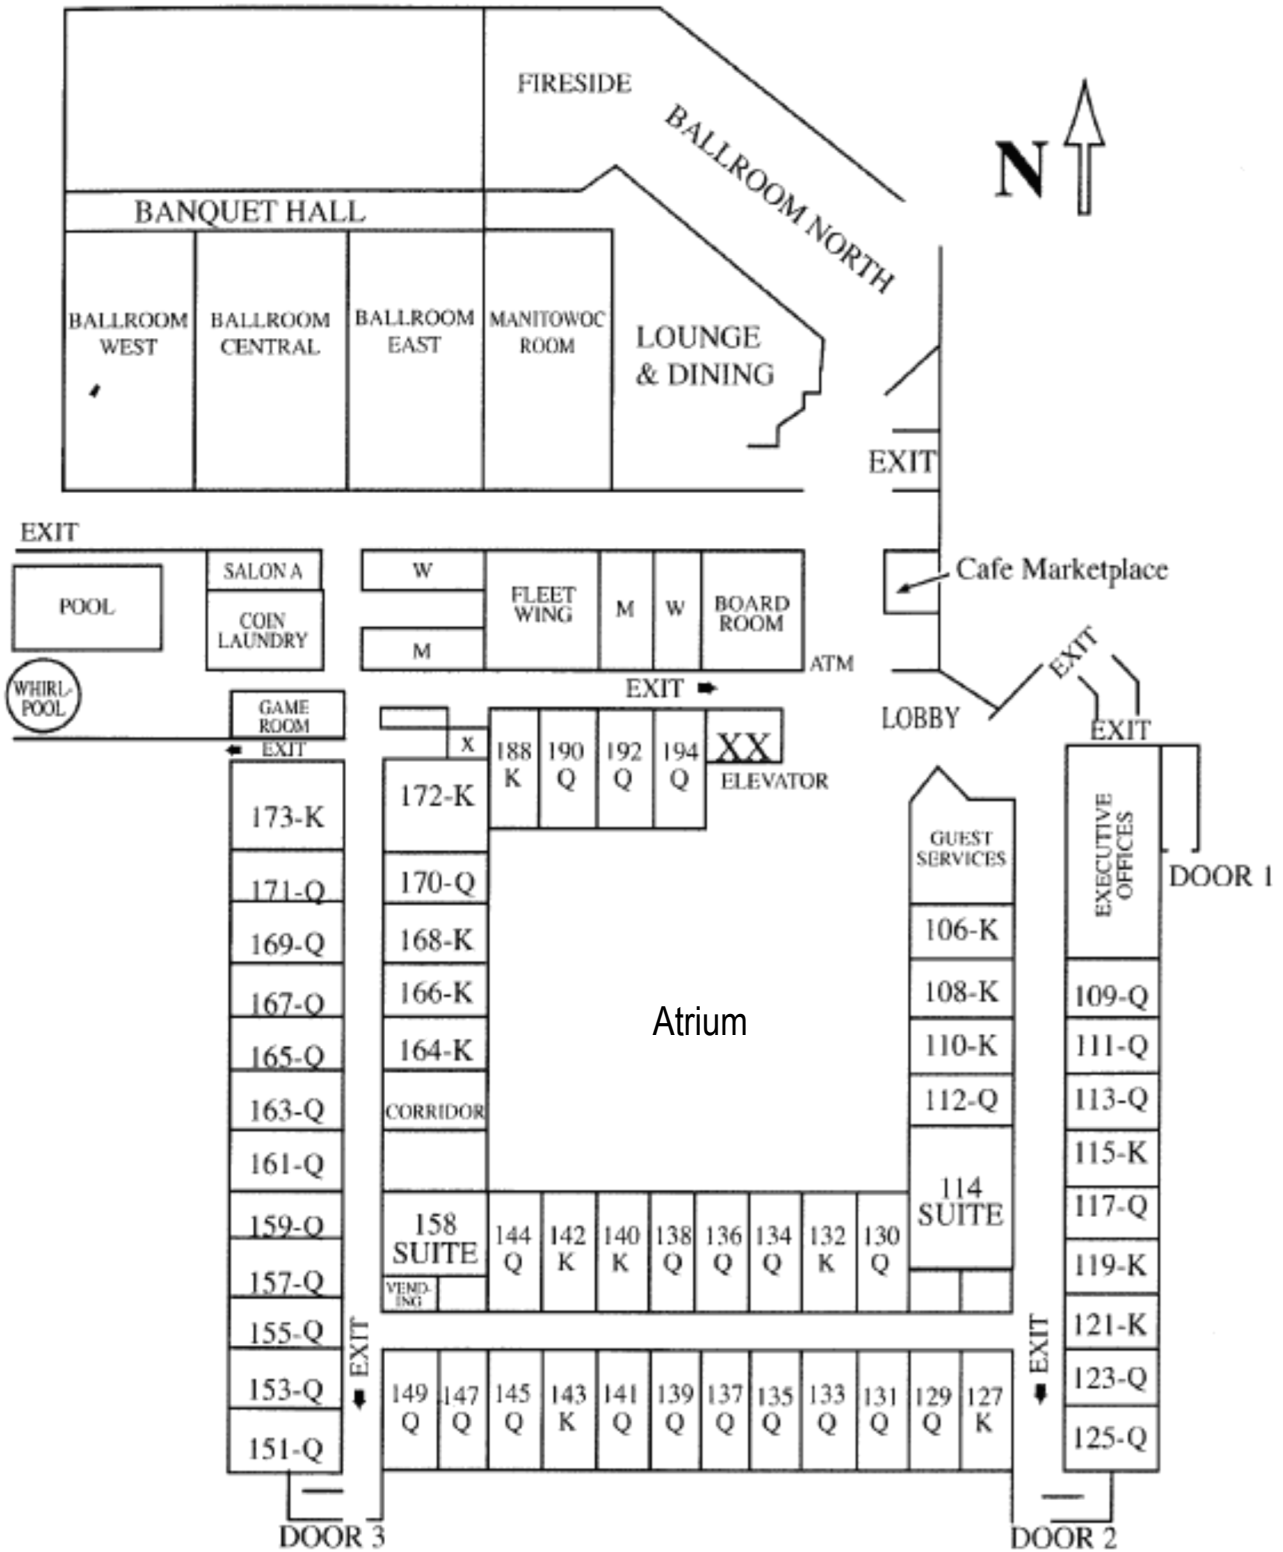 FIRESIDE
BALLROOM NORTH
N
BANQUET HALL
BALLROOM
WEST
BALLROOM
CENTRAL
BALLROOM
EAST
MANITOWOC
ROOM
LOUNGE
& DINING
EXIT
EXIT
POOL
SALON A
COIN
LAUNDRY
W
M
FLEET
WING
M
W
BOARD
ROOM
Cafe Marketplace
ATM
EXIT
WHIRL-
POOL
GAME
ROOM
EXIT
LOBBY
EXIT
EXIT
X
188
K
190
Q
192
Q
194
Q
XX
ELEVATOR
173-K
171-Q
169-Q
167-Q
165-Q
163-Q
161-Q
159-Q
157-Q
155-Q
153-Q
151-Q
172-K
170-Q
168-K
166-K
164-K
CORRIDOR
158
SUITE
VEND-
ING
Atrium
GUEST
SERVICES
106-K
108-K
110-K
112-Q
114
SUITE
EXECUTIVE
OFFICES
DOOR 1
109-Q
111-Q
113-Q
115-K
117-Q
119-K
121-K
123-Q
125-Q
144
Q
142
K
140
K
138
Q
136
Q
134
Q
132
K
130
Q
EXIT
EXIT
149
Q
147
Q
145
Q
143
K
141
Q
139
Q
137
Q
135
Q
133
Q
131
Q
129
Q
127
K
DOOR 3
DOOR 2